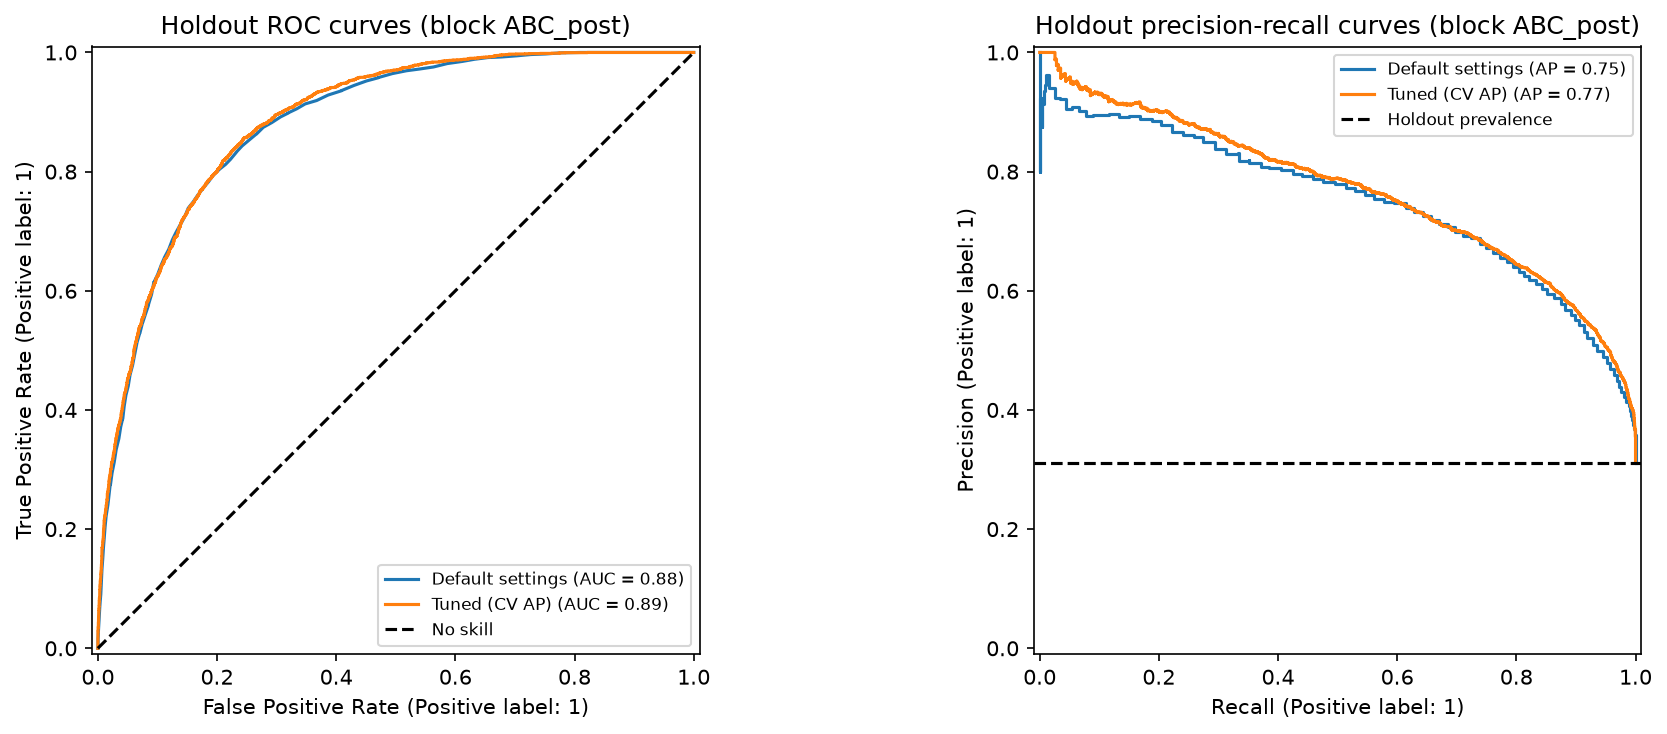 Holdout ROC curves (block ABC_post)
1.0
0.8
0.6
0.4
0.2
0.0
True Positive Rate (Positive label: 1)
Default settings (AUC = 0.88)
Tuned (CV AP) (AUC = 0.89)
No skill
0.0 0.2 0.4 0.6 0.8 1.0
False Positive Rate (Positive label: 1)
Holdout precision-recall curves (block ABC_post)
1.0
0.8
0.6
0.4
0.2
0.0
Precision (Positive label: 1)
Default settings (AP = 0.75)
Tuned (CV AP) (AP = 0.77)
Holdout prevalence
0.0 0.2 0.4 0.6 0.8 1.0
Recall (Positive label: 1)